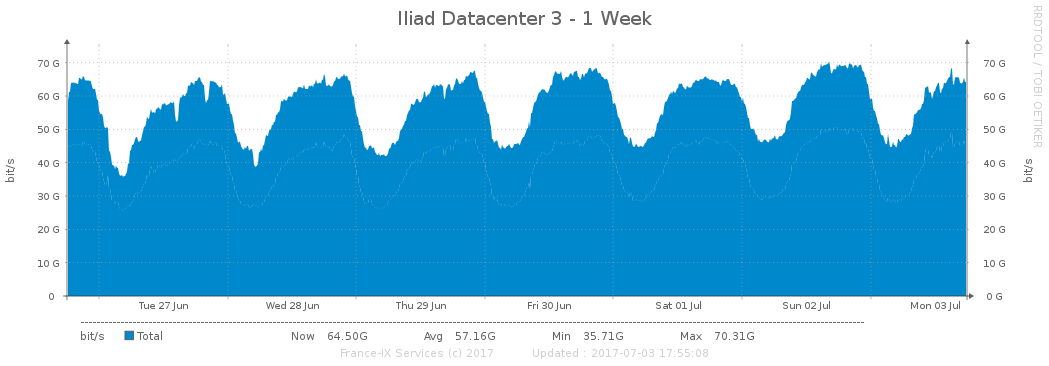 Iliad Datacenter 3 - 1 Week
RRDTOOL / TOBI OETIKER
bit/s
bit/s
70 G 70 G
60 G 60 G
50 G 50 G
40 G 40 G
30 G 30 G
20 G 20 G
10 G 10 G
0 0 G
Tue 27 Jun Wed 28 Jun Thu 29 Jun Fri 30 Jun Sat 01 Jul Sun 02 Jul Mon 03 Jul
bit/s Total Now 64.50G Avg 57.16G Min 35.71G Max 70.31G
France-IX Services (c) 2017 Updated : 2017-07-03 17:55:08